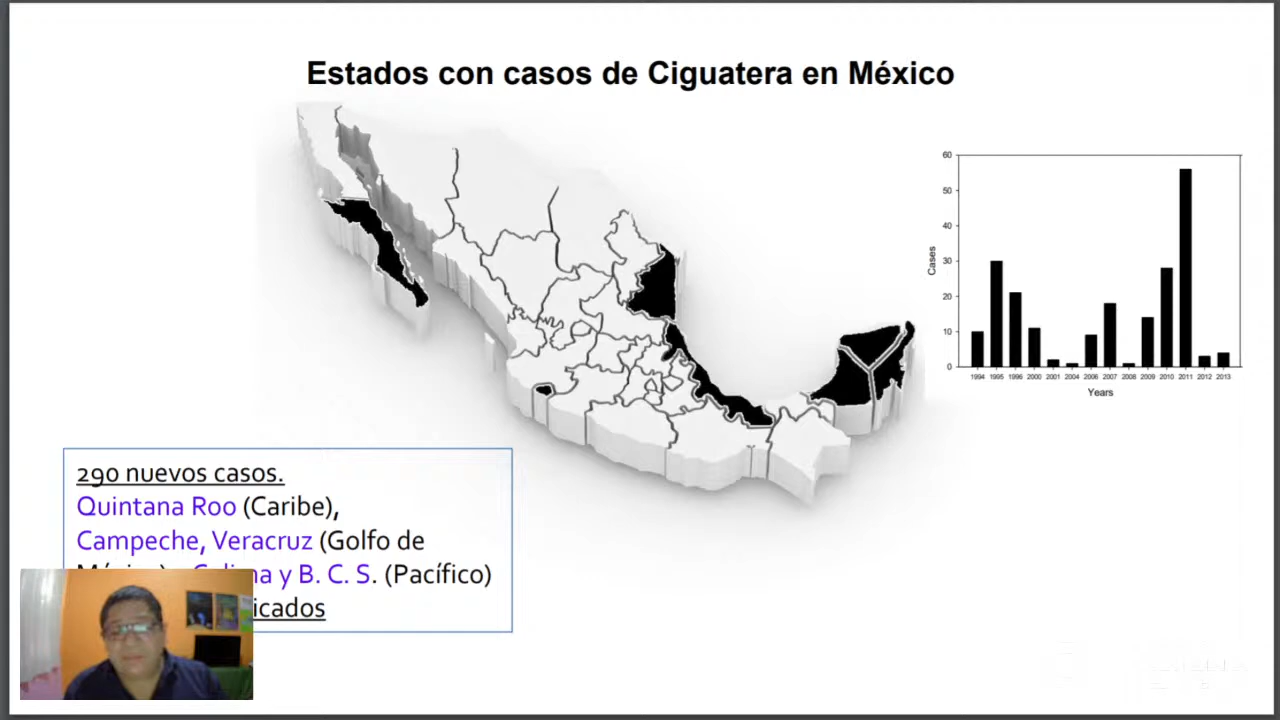 Estados con casos de Ciguatera en México
60
50
40
30
20
10
0
Cases
1994 1995 1996 2000 2001 2004 2006 2007 2008 2009 2010 2011 2012 2013
Years
290 nuevos casos.
Quintana Roo (Caribe),
Campeche, Veracruz (Golfo de
y B. C. S. (Pacífico)